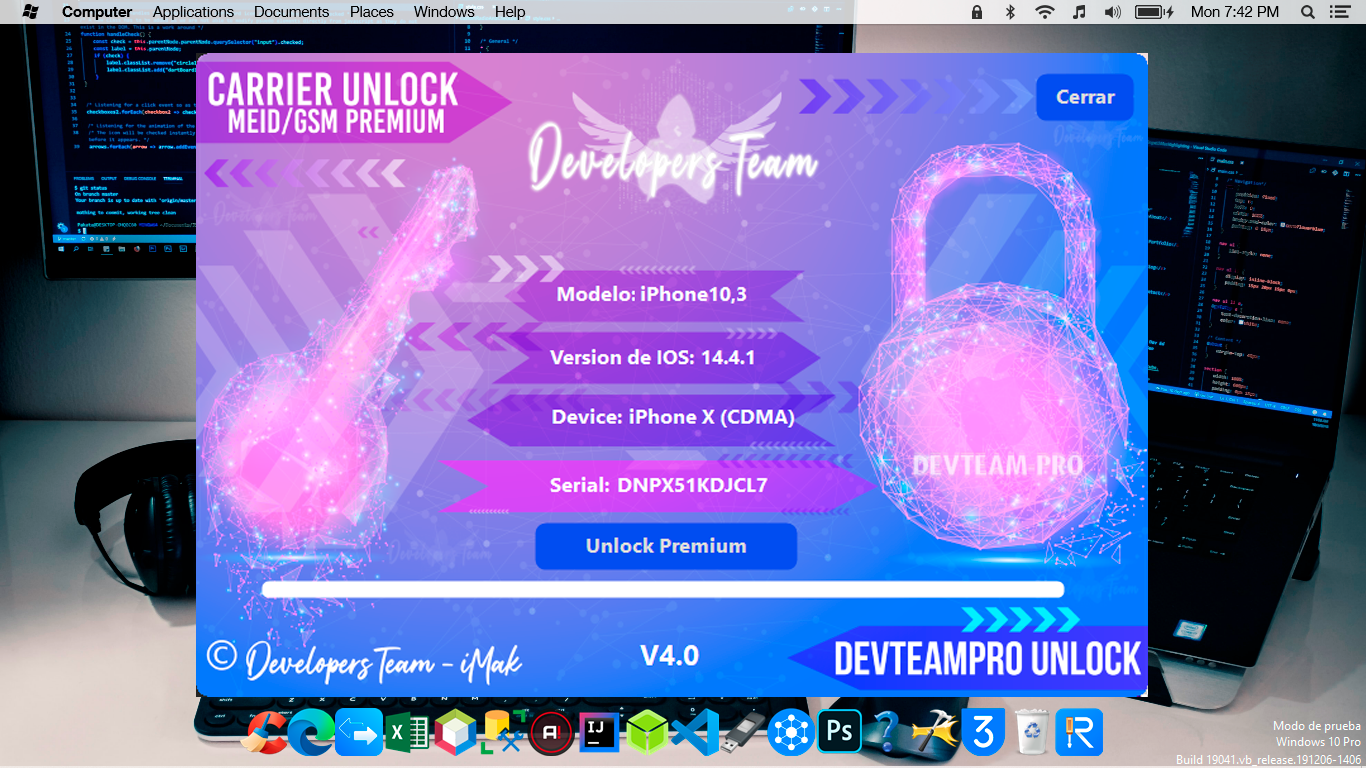 Computer Applications Documents Places Windows Help
Mon 7:42 PM
CARRIER UNLOCK
MEID/GSM PREMIUM
Developers Team
Cerrar
Modelo: iPhone10,3
Version de IOS: 14.4.1
Device: iPhone X (CDMA)
Serial: DNPX51KDJCL7
DEVTEAM-PRO
Unlock Premium
© Developers Team - iMak
V4.0
DEVTEAMPRO UNLOCK
Modo de prueba
Windows 10 Pro
Build 19041.vb_release.191206-1406